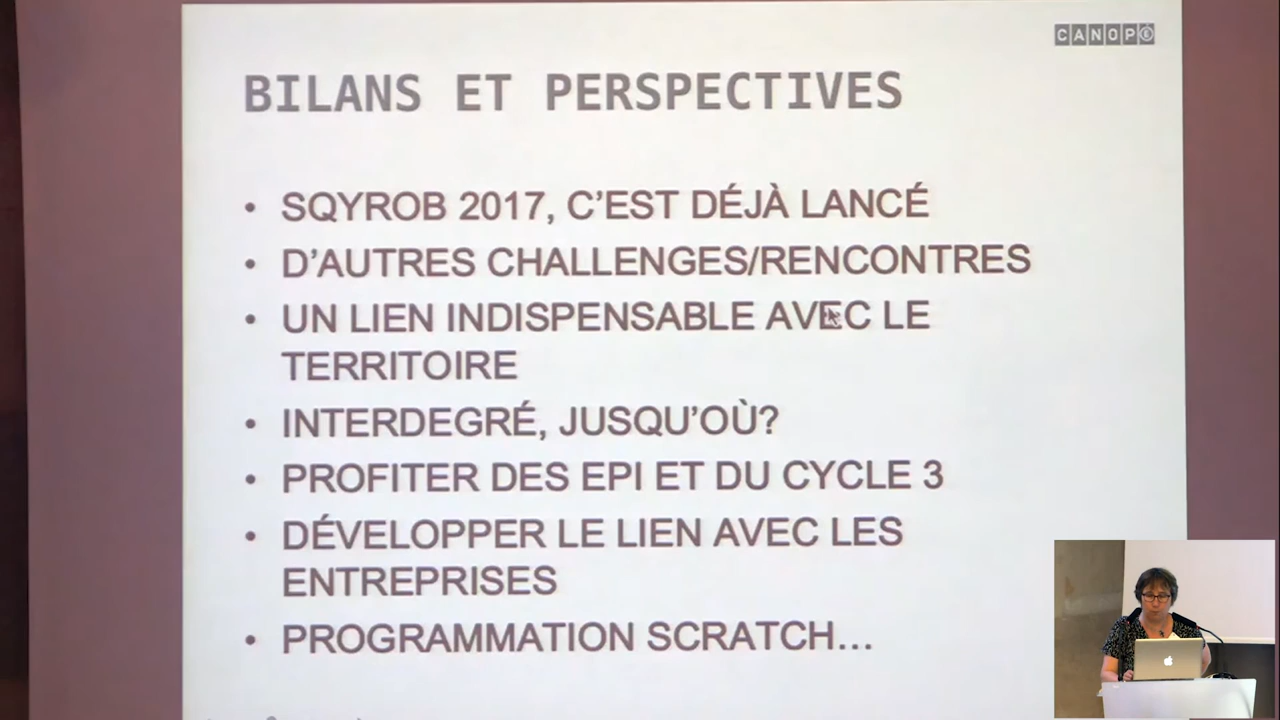 CANOPÉ
BILANS ET PERSPECTIVES
• SQYROB 2017, C’EST DÉJÀ LANCÉ
• D’AUTRES CHALLENGES/RENCONTRES
• UN LIEN INDISPENSABLE AVEC LE
TERRITOIRE
• INTERDEGRÉ, JUSQU’OÙ?
• PROFITER DES EPI ET DU CYCLE 3
• DÉVELOPPER LE LIEN AVEC LES
ENTREPRISES
• PROGRAMMATION SCRATCH…